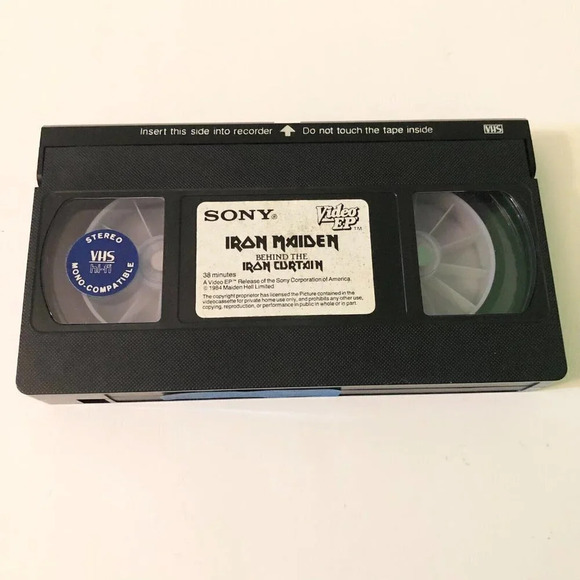 Insert this side into recorder ⬆ Do not touch the tape inside
VHS
STEREO
VHS
hi-fi
MONO-COMPATIBLE
SONY®
Video EP™
IRON MAIDEN
BEHIND THE
IRON CURTAIN
38 minutes
A Video EP™ Release of the Sony Corporation of America.
© 1984 Maiden Hell Limited
The copyright proprietor has licensed the Picture contained in the
videocassette for private home use only, and prohibits any other use,
copying, reproduction, or performance in public in whole or in part.